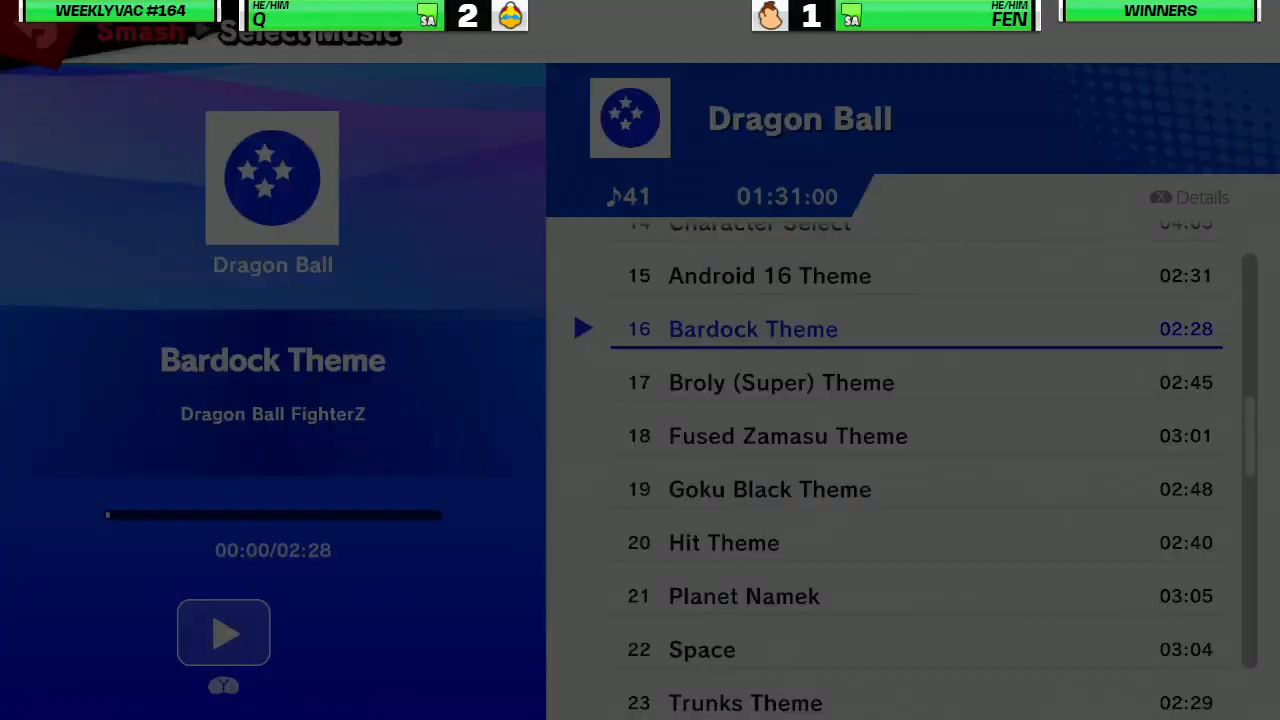 WEEKLYVAC #164
HE/HIM
Q
SA
2
1
SA
HE/HIM
FEN
WINNERS
Smash ▶ Select Music
Dragon Ball
Bardock Theme
Dragon Ball FighterZ
00:00/02:28
Y
Dragon Ball
♪41 01:31:00
X Details
14 Character Select 04:05
15 Android 16 Theme 02:31
16 Bardock Theme 02:28
17 Broly (Super) Theme 02:45
18 Fused Zamasu Theme 03:01
19 Goku Black Theme 02:48
20 Hit Theme 02:40
21 Planet Namek 03:05
22 Space 03:04
23 Trunks Theme 02:29